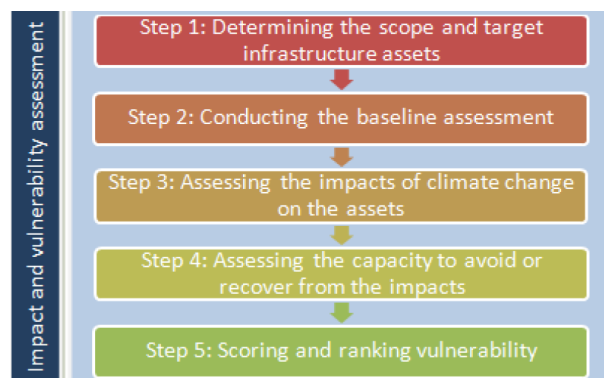 Impact and vulnerability assessment
Step 1: Determining the scope and target
infrastructure assets
Step 2: Conducting the baseline assessment
Step 3: Assessing the impacts of climate change
on the assets
Step 4: Assessing the capacity to avoid or
recover from the impacts
Step 5: Scoring and ranking vulnerability